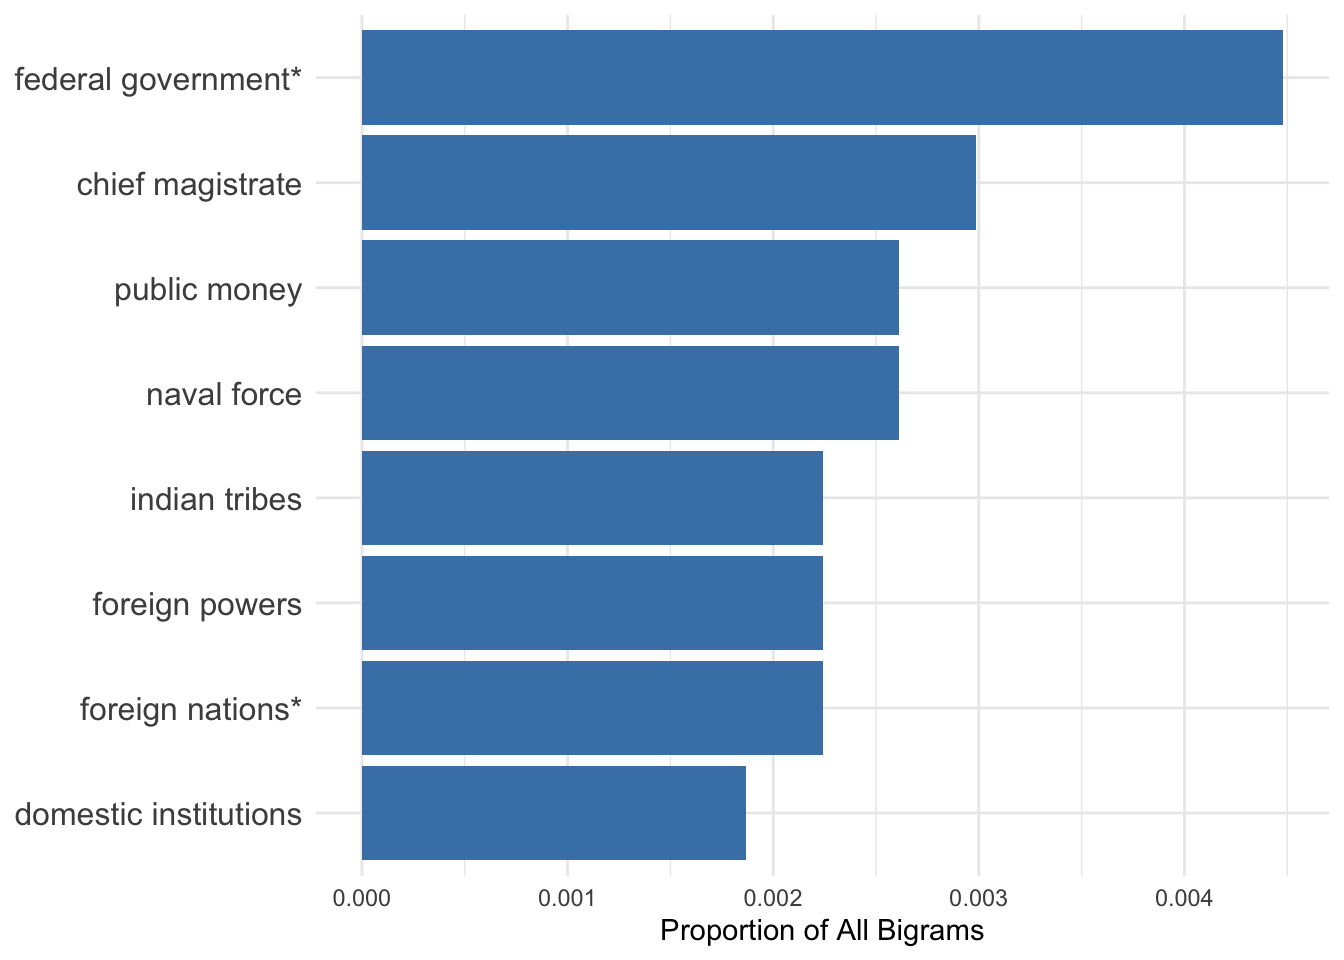 federal government*
chief magistrate
public money
naval force
indian tribes
foreign powers
foreign nations*
domestic institutions
0.000 0.001 0.002 0.003 0.004
Proportion of All Bigrams